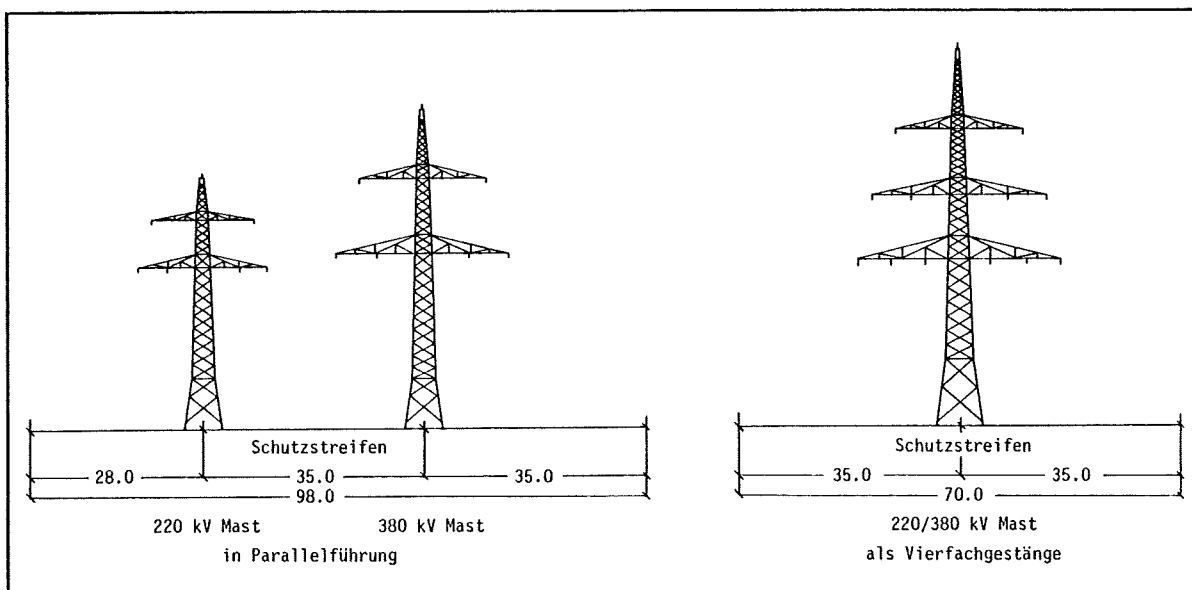 Schutzstreifen
28.0 35.0 35.0
98.0
220 kV Mast 380 kV Mast
in Parallelführung
Schutzstreifen
35.0 35.0
70.0
220/380 kV Mast
als Vierfachgestänge